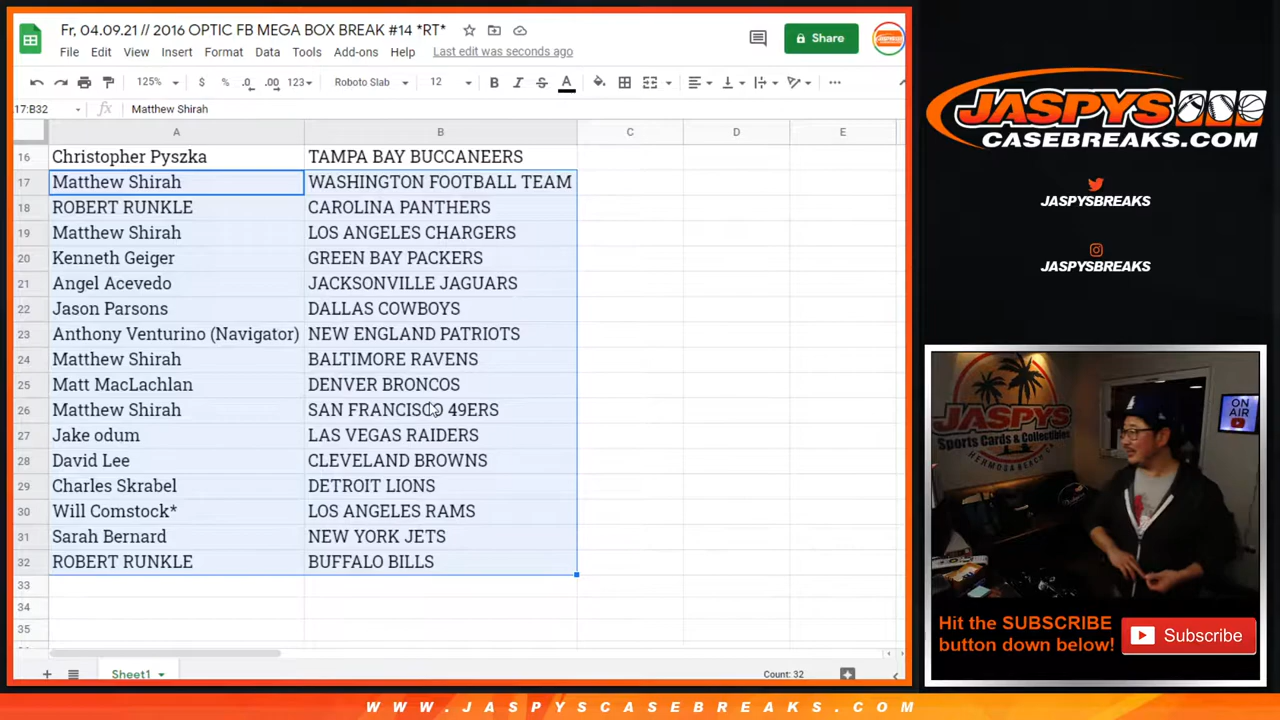 Fr, 04.09.21 // 2016 OPTIC FB MEGA BOX BREAK #14 *RT*
File Edit View Insert Format Data Tools Add-ons Help Last edit was seconds ago
Share
125% $ % .0 .00 123 Roboto Slab 12 B I S A
17:B32 fx Matthew Shirah
A B C D E
16 Christopher Pyszka TAMPA BAY BUCCANEERS
17 Matthew Shirah WASHINGTON FOOTBALL TEAM
18 ROBERT RUNKLE CAROLINA PANTHERS
19 Matthew Shirah LOS ANGELES CHARGERS
20 Kenneth Geiger GREEN BAY PACKERS
21 Angel Acevedo JACKSONVILLE JAGUARS
22 Jason Parsons DALLAS COWBOYS
23 Anthony Venturino (Navigator) NEW ENGLAND PATRIOTS
24 Matthew Shirah BALTIMORE RAVENS
25 Matt MacLachlan DENVER BRONCOS
26 Matthew Shirah SAN FRANCISCO 49ERS
27 Jake odum LAS VEGAS RAIDERS
28 David Lee CLEVELAND BROWNS
29 Charles Skrabel DETROIT LIONS
30 Will Comstock* LOS ANGELES RAMS
31 Sarah Bernard NEW YORK JETS
32 ROBERT RUNKLE BUFFALO BILLS
33
34
35
Sheet1
Count: 32
JASPYS
CASEBREAKS.COM
JASPYSBREAKS
JASPYSBREAKS
JASPYS
Sports Cards & Collectibles
HERMOSA BEACH
ON
AIR
Hit the SUBSCRIBE
button down below!
Subscribe
WWW.JASPYSCASEBREAKS.COM